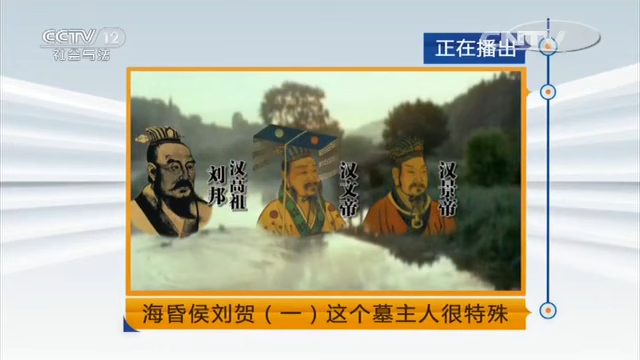 CCTV 12
社会与法
正在播出
CNTV
汉高祖
刘邦
汉文帝
汉景帝
海昏侯刘贺（一）这个墓主人很特殊